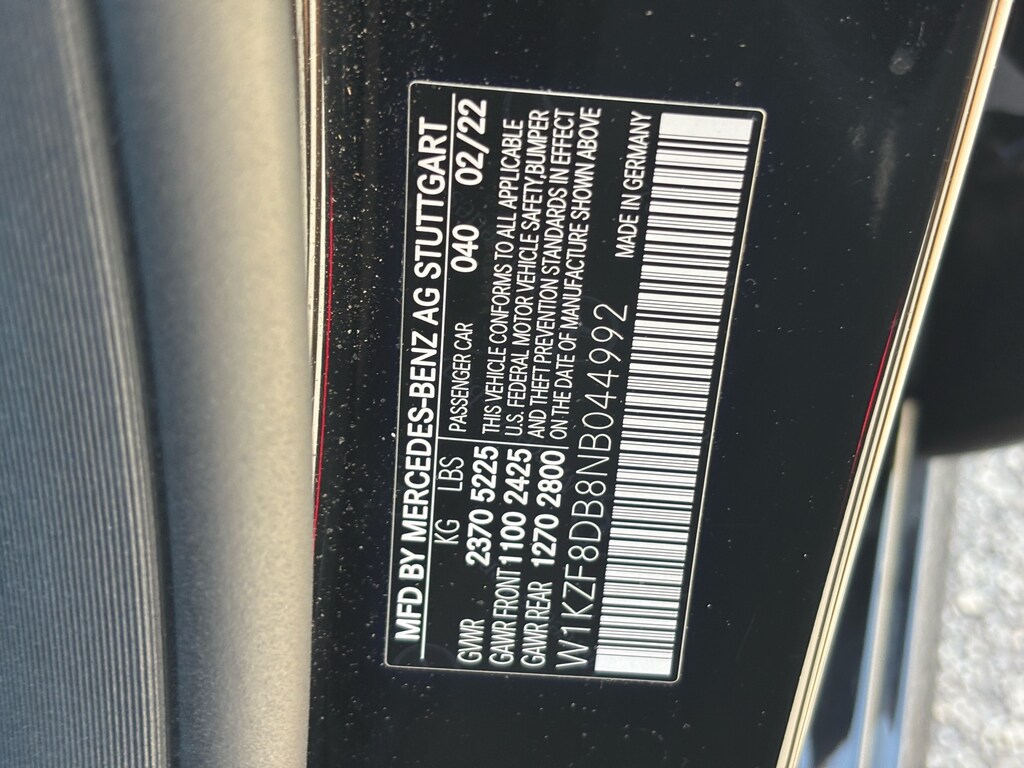 MFD BY MERCEDES-BENZ AG STUTTGART
KG LBS PASSENGER CAR 040 02/22
GWR 2370 5225 THIS VEHICLE CONFORMS TO ALL APPLICABLE
GAWR FRONT 1100 2425 U.S. FEDERAL MOTOR VEHICLE SAFETY, BUMPER
GAWR REAR 1270 2800 AND THEFT PREVENTION STANDARDS IN EFFECT
ON THE DATE OF MANUFACTURE SHOWN ABOVE
W1KZF8DB8NB044992 MADE IN GERMANY